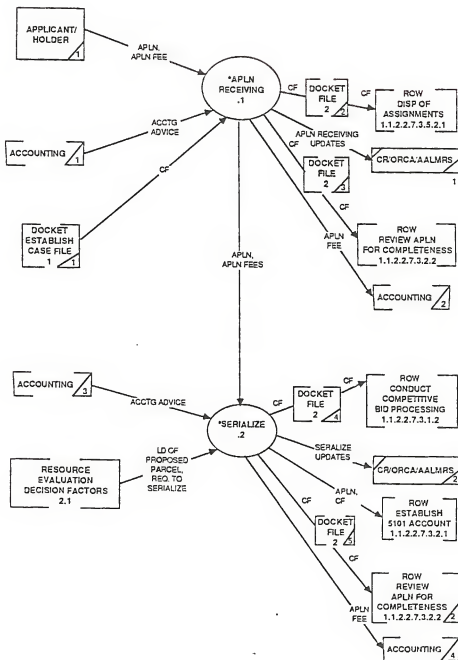 APPLICANT/
HOLDER
1
APLN,
APLN FEE
*APLN
RECEIVING
.1
CF
DOCKET
FILE
2
2
CF
ROW
DISP OF
ASSIGNMENTS
1.1.2.2.7.3.5.2.1
ACCTG
ADVICE
ACCOUNTING
1
APLN RECEIVING
UPDATES
CR/ORCA/AALMRS
1
CF
CF
DOCKET
FILE
2
3
CF
DOCKET
ESTABLISH
CASE FILE
1
1
ROW
REVIEW APLN
FOR COMPLETENESS
1.1.2.2.7.3.2.2
APLN
FEE
APLN,
APLN FEES
ACCOUNTING
2
ACCOUNTING
3
ACCTG ADVICE
CF
DOCKET
FILE
2
4
CF
ROW
CONDUCT
COMPETITIVE
BID PROCESSING
1.1.2.2.7.3.1.2
*SERIALIZE
.2
LD OF
PROPOSED
PARCEL,
REQ. TO
SERIALIZE
RESOURCE
EVALUATION
DECISION FACTORS
2.1
SERIALIZE
UPDATES
CR/ORCA/AALMRS
2
APLN,
CF
ROW
ESTABLISH
5101 ACCOUNT
1.1.2.2.7.3.2.1
CF
DOCKET
FILE
2
5
CF
ROW
REVIEW
APLN FOR
COMPLETENESS
1.1.2.2.7.3.2.2
2
APLN
FEE
ACCOUNTING
4